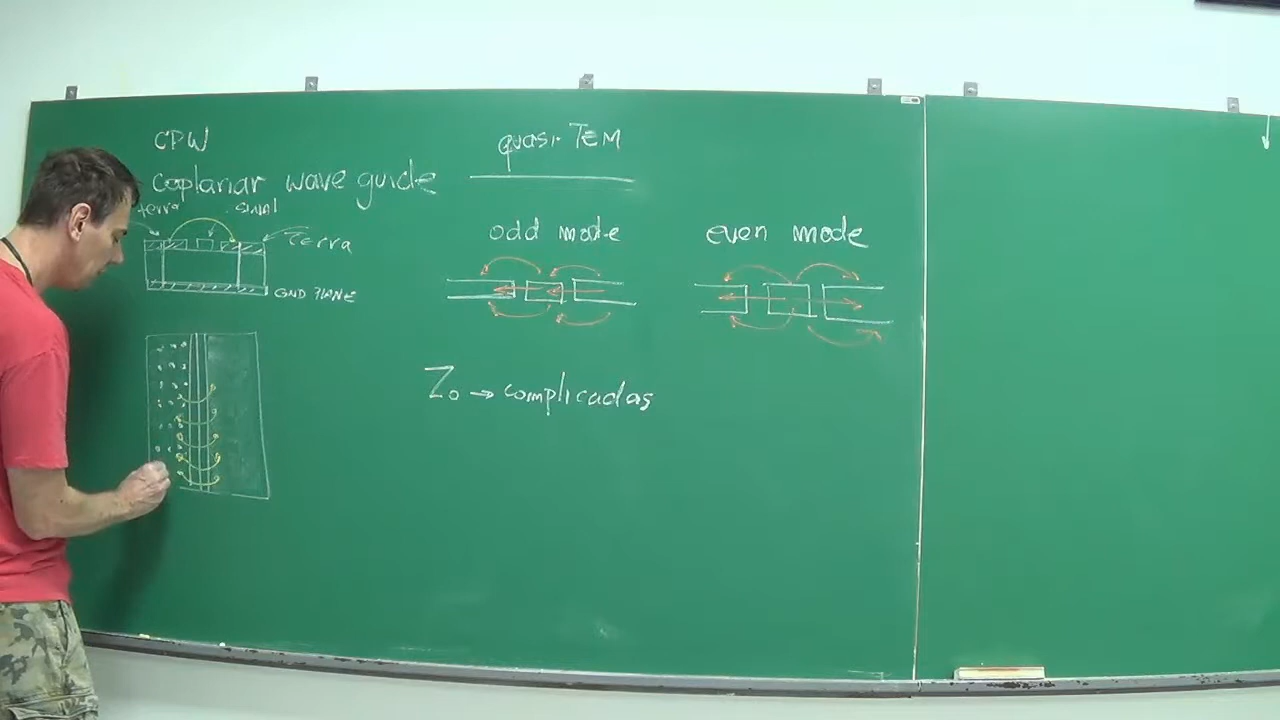 CPW
coplanar wave guide
terra
sinal
terra
GND PLANE
quasi-TEM
odd mode
even mode
Z₀ → complicadas